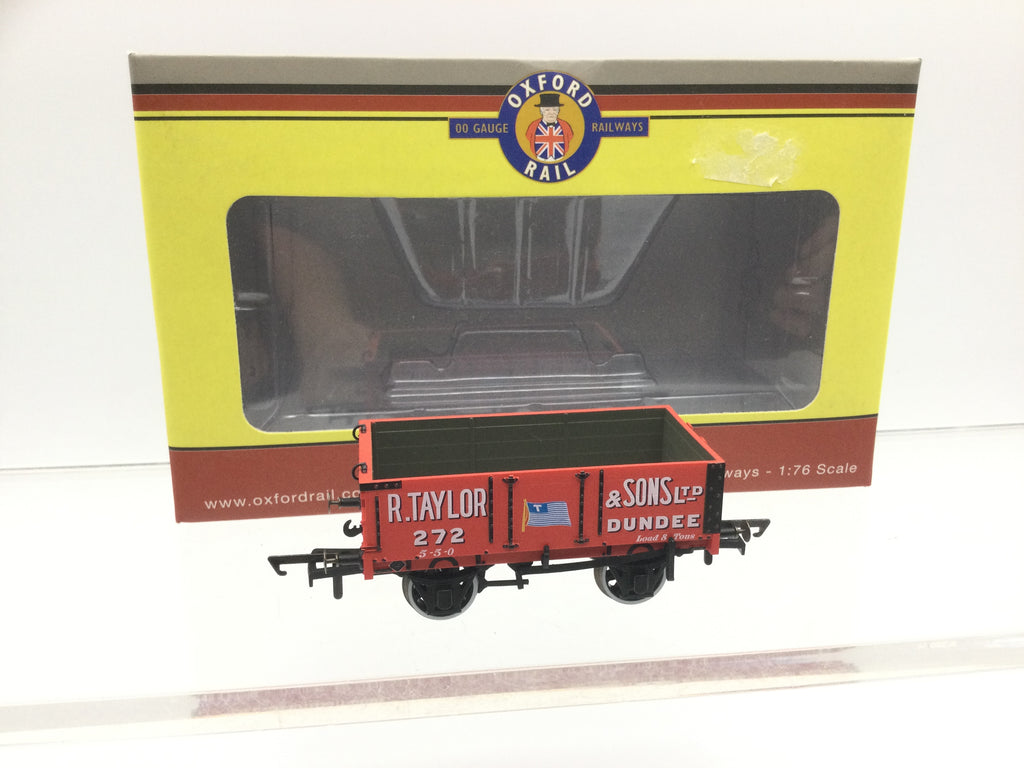 OXFORD
00 GAUGE RAILWAYS
RAIL
www.oxfordrail.co
ways - 1:76 Scale
R.TAYLOR & SONS LTD
272 DUNDEE
5-5-0 Load 8 Tons
T